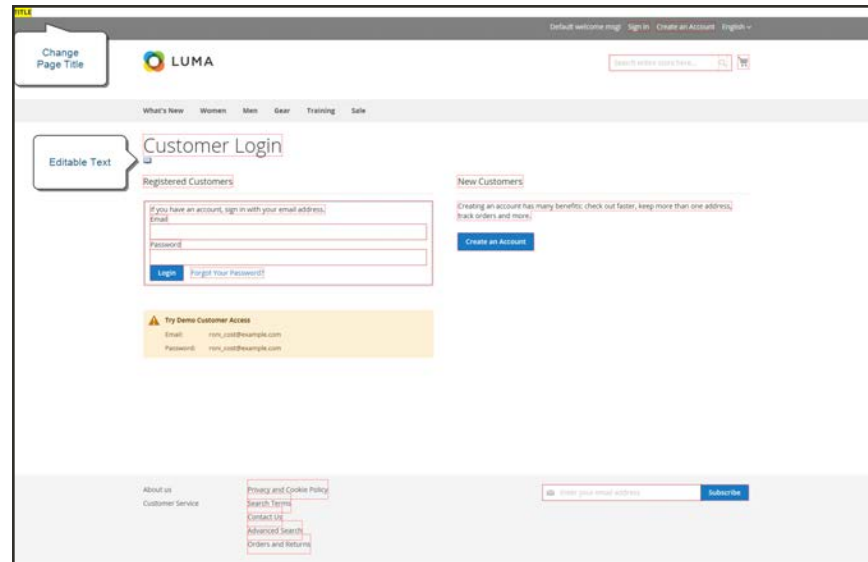 TITLE
Default welcome msg! Sign In Create an Account English
Change
Page Title
LUMA
Search entire store here...
What's New Women Men Gear Training Sale
Customer Login
Editable Text
Registered Customers
New Customers
If you have an account, sign in with your email address.
Email
Password
Login Forgot Your Password?
Creating an account has many benefits: check out faster, keep more than one address,
track orders and more.
Create an Account
Try Demo Customer Access
Email:
Password:
About us
Customer Service
Privacy and Cookie Policy
Search Terms
Contact Us
Advanced Search
Orders and Returns
Enter your email address Subscribe